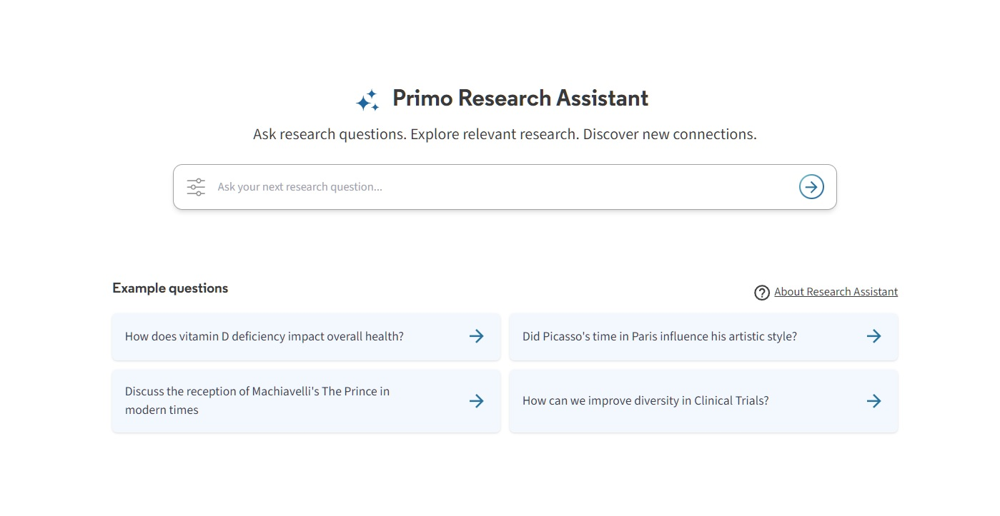 Primo Research Assistant
Ask research questions. Explore relevant research. Discover new connections.
Ask your next research question...
Example questions
About Research Assistant
How does vitamin D deficiency impact overall health?
Did Picasso's time in Paris influence his artistic style?
Discuss the reception of Machiavelli's The Prince in
modern times
How can we improve diversity in Clinical Trials?